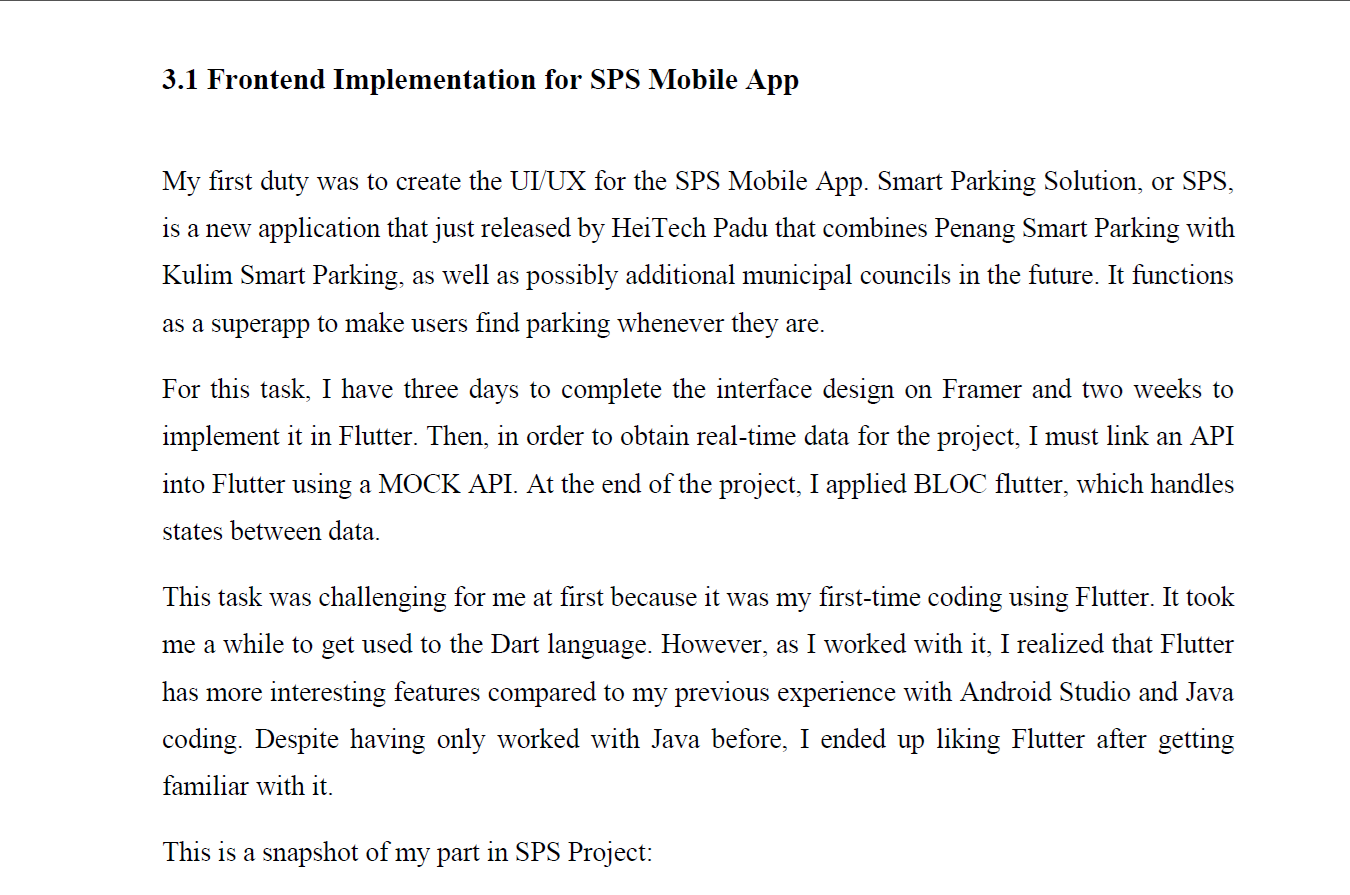 3.1 Frontend Implementation for SPS Mobile App
My first duty was to create the UI/UX for the SPS Mobile App. Smart Parking Solution, or SPS,
is a new application that just released by HeiTech Padu that combines Penang Smart Parking with
Kulim Smart Parking, as well as possibly additional municipal councils in the future. It functions
as a superapp to make users find parking whenever they are.
For this task, I have three days to complete the interface design on Framer and two weeks to
implement it in Flutter. Then, in order to obtain real-time data for the project, I must link an API
into Flutter using a MOCK API. At the end of the project, I applied BLOC flutter, which handles
states between data.
This task was challenging for me at first because it was my first-time coding using Flutter. It took
me a while to get used to the Dart language. However, as I worked with it, I realized that Flutter
has more interesting features compared to my previous experience with Android Studio and Java
coding. Despite having only worked with Java before, I ended up liking Flutter after getting
familiar with it.
This is a snapshot of my part in SPS Project: